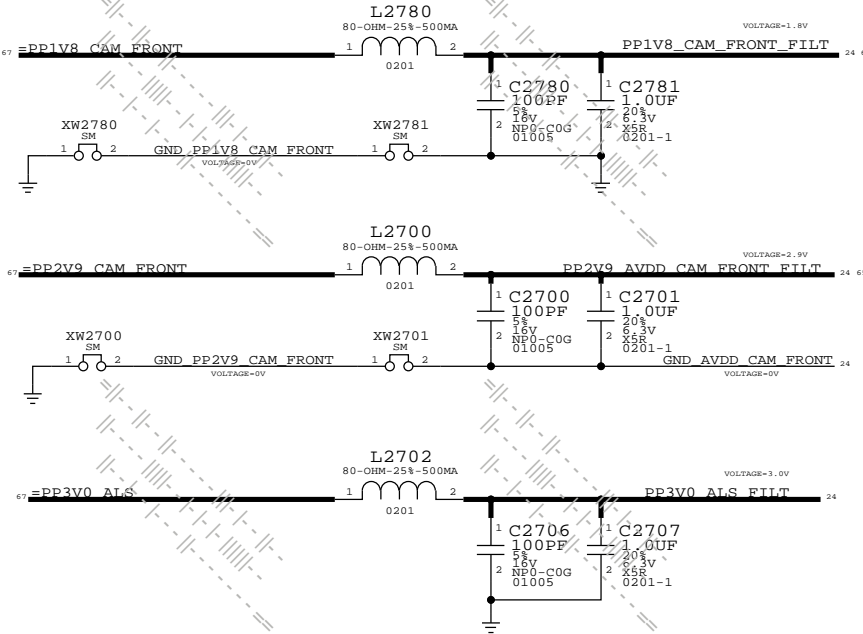 L2780
80-OHM-25%-500MA
VOLTAGE=1.8V
67 =PP1V8_CAM_FRONT 1 2 PP1V8_CAM_FRONT_FILT 24
0201
1 C2780 1 C2781
100PF 1.0UF
5% 20%
16V 6.3V
2 NP0-C0G 2 X5R
01005 0201-1
XW2780 XW2781
SM SM
1 2 GND_PP1V8_CAM_FRONT 1 2
VOLTAGE=0V
L2700
80-OHM-25%-500MA
VOLTAGE=2.9V
67 =PP2V9_CAM_FRONT 1 2 PP2V9_AVDD_CAM_FRONT_FILT 24 65
0201
1 C2700 1 C2701
100PF 1.0UF
5% 20%
16V 6.3V
2 NP0-C0G 2 X5R
01005 0201-1
XW2700 XW2701
SM SM
1 2 GND_PP2V9_CAM_FRONT 1 2 GND_AVDD_CAM_FRONT 24
VOLTAGE=0V VOLTAGE=0V
L2702
80-OHM-25%-500MA
VOLTAGE=3.0V
67 =PP3V0_ALS 1 2 PP3V0_ALS_FILT 24
0201
1 C2706 1 C2707
100PF 1.0UF
5% 20%
16V 6.3V
2 NP0-C0G 2 X5R
01005 0201-1